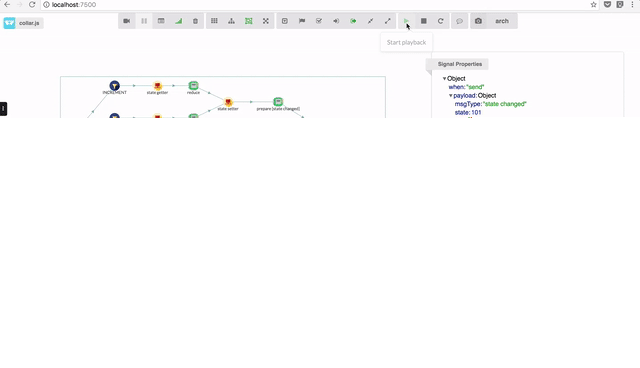 localhost:7500
collar.js
arch
Start playback
Signal Properties
Object
when:"send"
payload:Object
msgType:"state changed"
state: 101
INCREMENT
state getter
reduce
state setter
prepare [state changed]